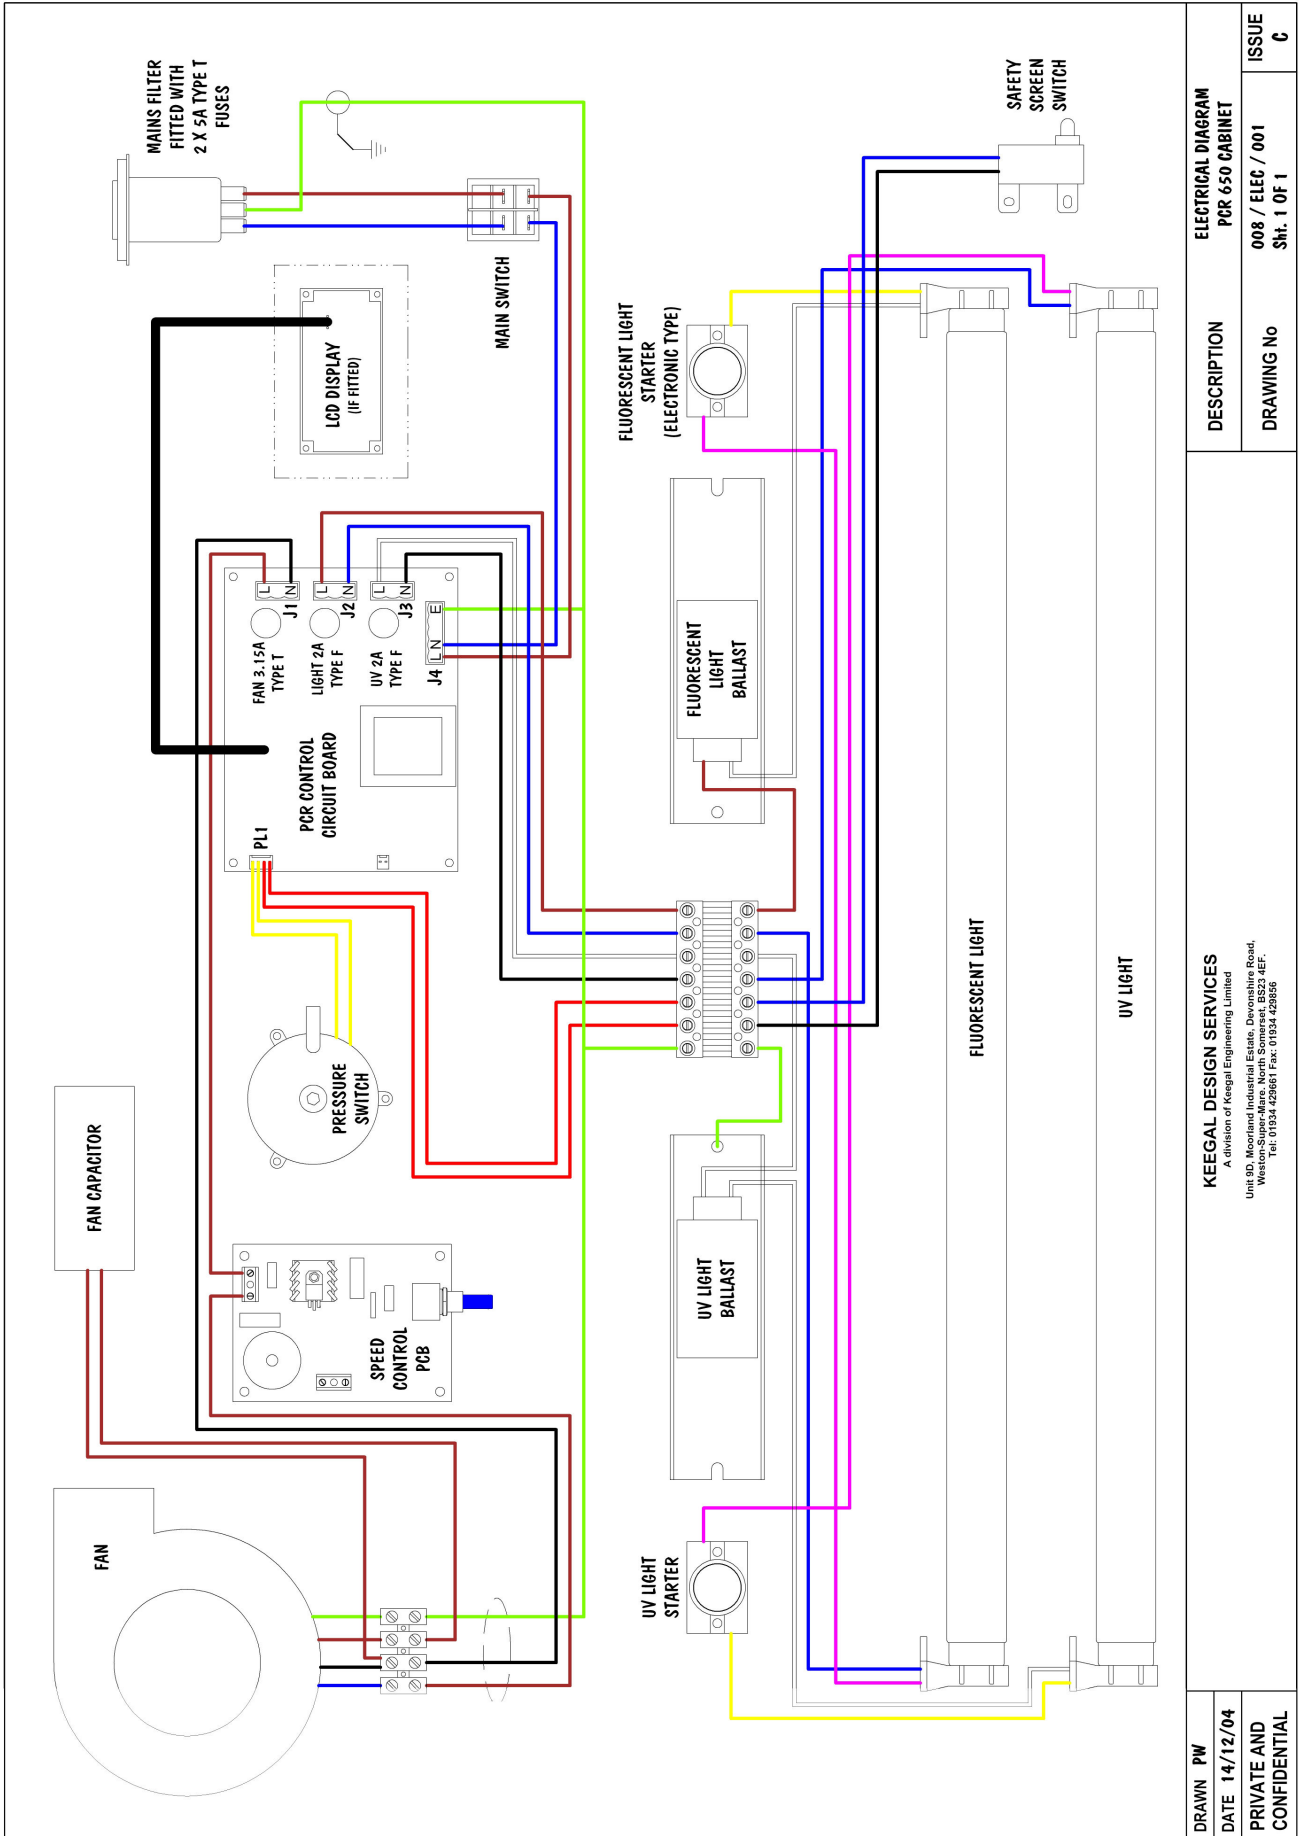 FAN
FAN CAPACITOR
MAINS FILTER
FITTED WITH
2 X 5A TYPE T
FUSES
SPEED
CONTROL
PCB
PRESSURE
SWITCH
PL1
PCR CONTROL
CIRCUIT BOARD
FAN 3.15A
TYPE T
L
N
J1
LIGHT 2A
TYPE F
L
N
J2
UV 2A
TYPE F
L
N
J3
J4
L N E
LCD DISPLAY
(IF FITTED)
MAIN SWITCH
UV LIGHT
STARTER
UV LIGHT
BALLAST
FLUORESCENT
LIGHT
BALLAST
FLUORESCENT LIGHT
STARTER
(ELECTRONIC TYPE)
SAFETY
SCREEN
SWITCH
FLUORESCENT LIGHT
UV LIGHT
DRAWN PW
DATE 14/12/04
PRIVATE AND
CONFIDENTIAL
KEEGAL DESIGN SERVICES
A division of Keegal Engineering Limited
Unit 9D, Moorland Industrial Estate, Devonshire Road,
Weston-Super-Mare. North Somerset. BS23 4EF.
Tel: 01934 429661 Fax: 01934 429856
DESCRIPTION
ELECTRICAL DIAGRAM
PCR 650 CABINET
DRAWING No
008 / ELEC / 001
Sht. 1 OF 1
ISSUE
C